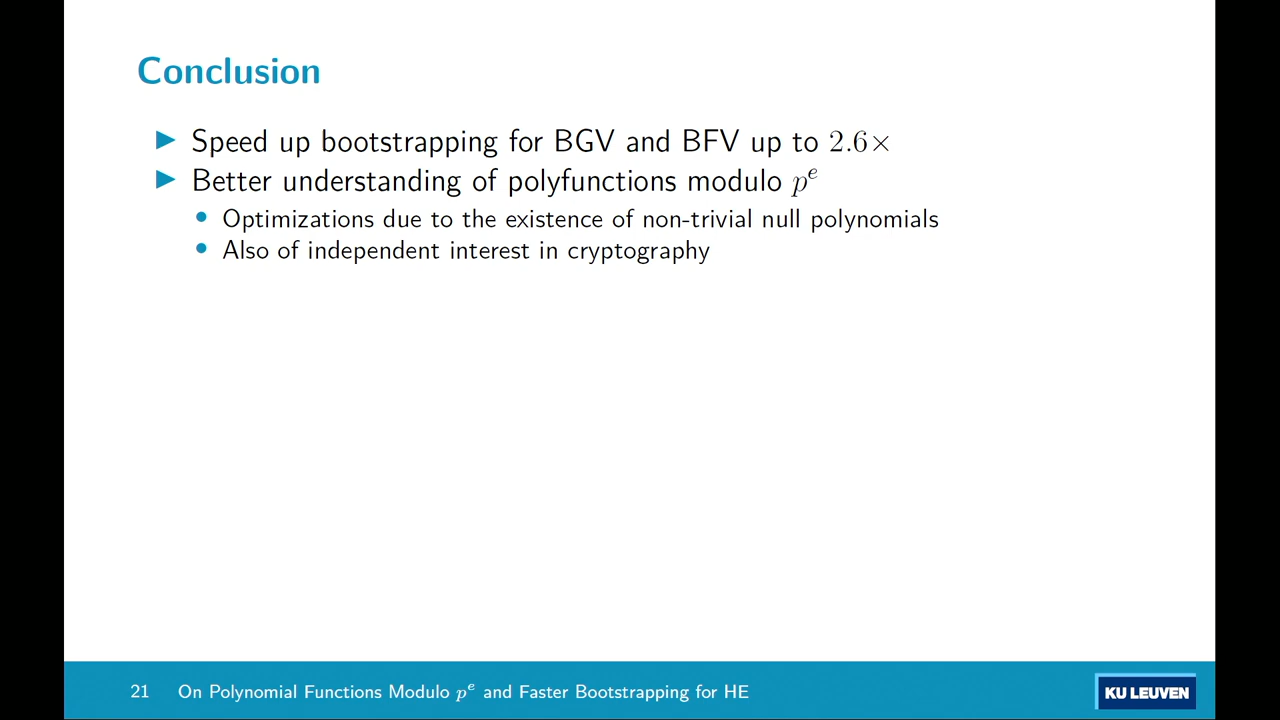 Conclusion
Speed up bootstrapping for BGV and BFV up to 2.6×
Better understanding of polyfunctions modulo pᵉ
Optimizations due to the existence of non-trivial null polynomials
Also of independent interest in cryptography
21 On Polynomial Functions Modulo pᵉ and Faster Bootstrapping for HE
KU LEUVEN